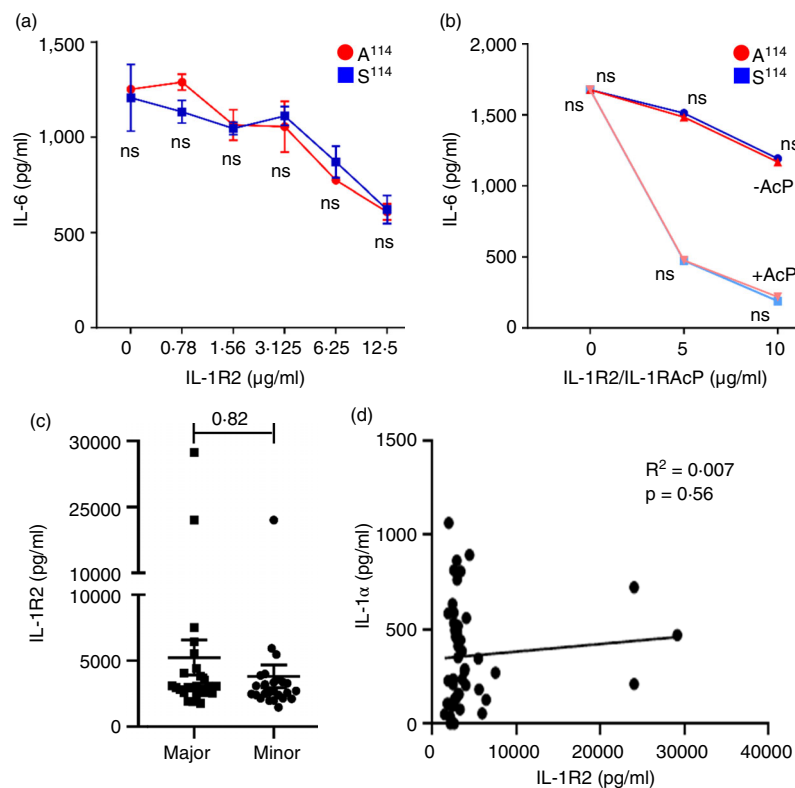 (a)
1,500
1,000
500
0
IL-6 (pg/ml)
A114
S114
ns
ns
ns
ns
ns
ns
0
0·78
1·56
3·125
6·25
12·5
IL-1R2 (µg/ml)
(b)
2,000
1,500
1,000
500
0
IL-6 (pg/ml)
A114
S114
ns
ns
ns
ns
-AcP
ns
+AcP
ns
0
5
10
IL-1R2/IL-1RAcP (µg/ml)
(c)
0·82
30000
25000
10000
10000
5000
0
IL-1R2 (pg/ml)
Major
Minor
(d)
1500
1000
500
0
IL-1α (pg/ml)
R2 = 0·007
p = 0·56
0
10000
20000
30000
40000
IL-1R2 (pg/ml)